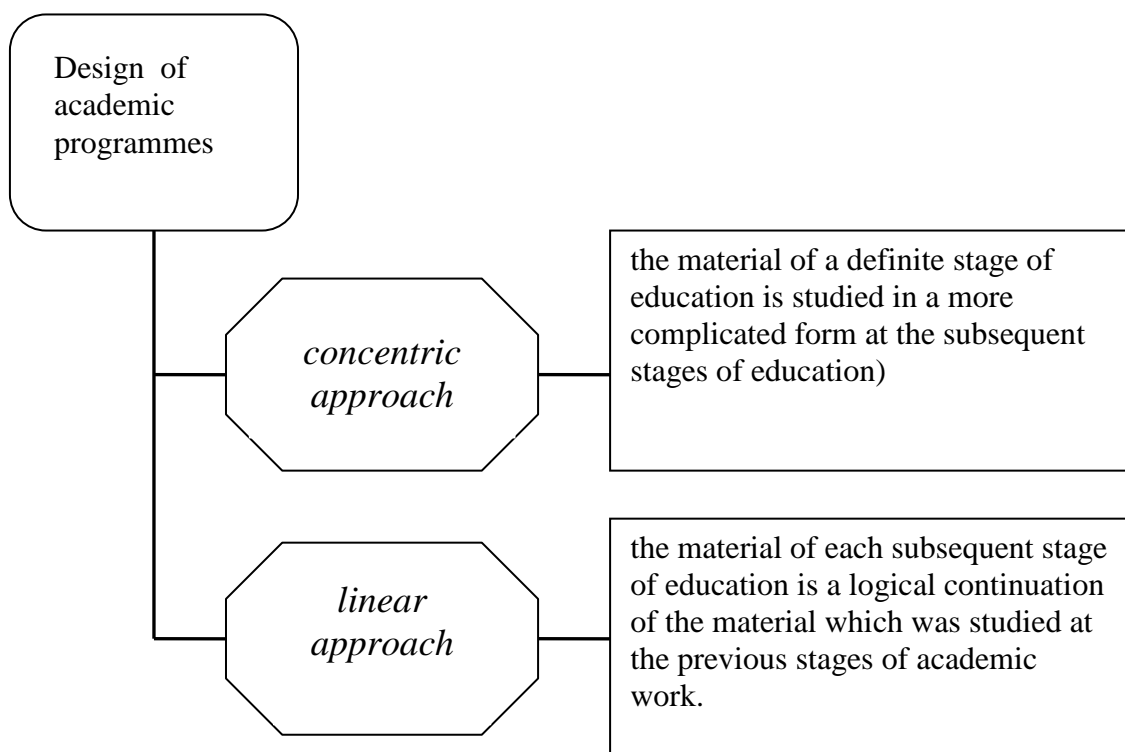 Design of
academic
programmes
concentric
approach
the material of a definite stage of
education is studied in a more
complicated form at the subsequent
stages of education)
linear
approach
the material of each subsequent stage
of education is a logical continuation
of the material which was studied at
the previous stages of academic
work.